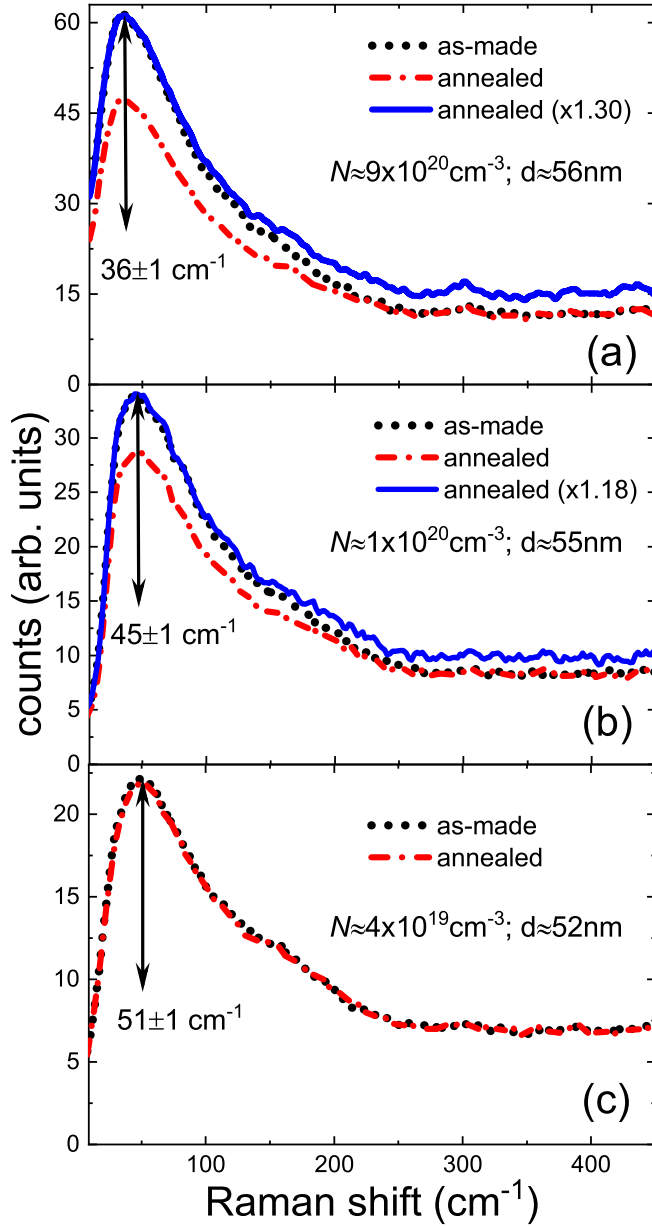 60
as-made
annealed
annealed (x1.30)
45
N≈9x10²⁰cm⁻³; d≈56nm
30
36±1 cm⁻¹
15
(a)
0
as-made
30
annealed
25
annealed (x1.18)
N≈1x10²⁰cm⁻³; d≈55nm
20
15
45±1 cm⁻¹
10
5
(b)
0
counts (arb. units)
20
as-made
annealed
15
N≈4x10¹⁹cm⁻³; d≈52nm
10
51±1 cm⁻¹
5
(c)
0
100 200 300 400
Raman shift (cm⁻¹)